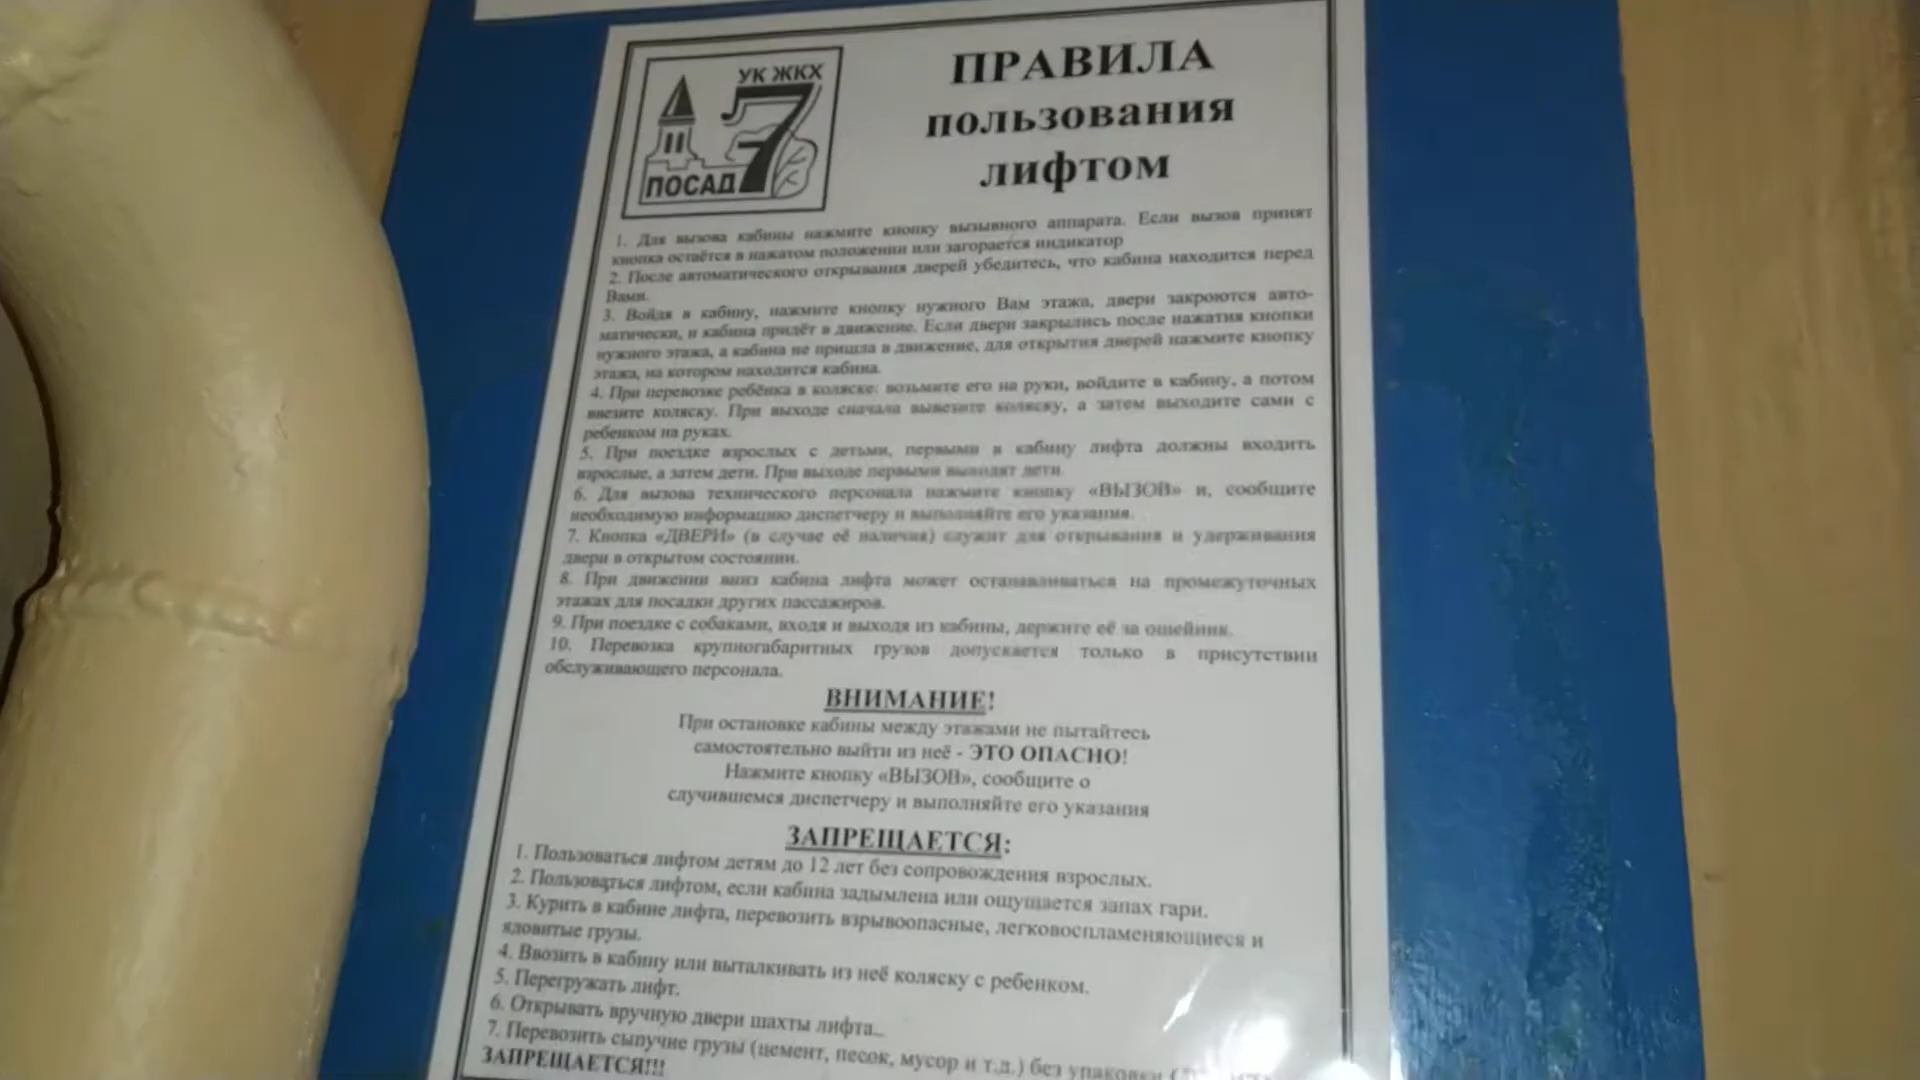 УК ЖКХ
7
ПОСАД
ПРАВИЛА
пользования
лифтом
1. Для вызова кабины нажмите кнопку вызывного аппарата. Если вызов принят
кнопка остаётся в нажатом положении или загорается индикатор
2. После автоматического открывания дверей убедитесь, что кабина находится перед
Вами.
3. Войдя в кабину, нажмите кнопку нужного Вам этажа, двери закроются авто-
матически, и кабина придёт в движение. Если двери закрылись после нажатия кнопки
нужного этажа, а кабина не пришла в движение, для открытия дверей нажмите кнопку
этажа, на котором находится кабина.
4. При перевозке ребёнка в коляске: возьмите его на руки, войдите в кабину, а потом
ввезите коляску. При выходе сначала вывезите коляску, а затем выходите сами с
ребенком на руках.
5. При поездке взрослых с детьми, первыми в кабину лифта должны входить
взрослые, а затем дети. При выходе первыми выходят дети
6. Для вызова технического персонала нажмите кнопку «ВЫЗОВ» и, сообщите
необходимую информацию диспетчеру и выполняйте его указания.
7. Кнопка «ДВЕРИ» (в случае её наличия) служит для открывания и удерживания
двери в открытом состоянии.
8. При движении вниз кабина лифта может останавливаться на промежуточных
этажах для посадки других пассажиров.
9. При поездке с собаками, входя и выходя из кабины, держите её за ошейник.
10. Перевозка крупногабаритных грузов допускается только в присутствии
обслуживающего персонала.
ВНИМАНИЕ!
При остановке кабины между этажами не пытайтесь
самостоятельно выйти из неё - ЭТО ОПАСНО!
Нажмите кнопку «ВЫЗОВ», сообщите о
случившемся диспетчеру и выполняйте его указания
ЗАПРЕЩАЕТСЯ:
1. Пользоваться лифтом детям до 12 лет без сопровождения взрослых.
2. Пользоваться лифтом, если кабина задымлена или ощущается запах гари.
3. Курить в кабине лифта, перевозить взрывоопасные, легковоспламеняющиеся и
ядовитые грузы.
4. Ввозить в кабину или выталкивать из неё коляску с ребенком.
5. Перегружать лифт.
6. Открывать вручную двери шахты лифта..
7. Перевозить сыпучие грузы (цемент, песок, мусор и т.д.) без упаковки
ЗАПРЕЩАЕТСЯ!!!